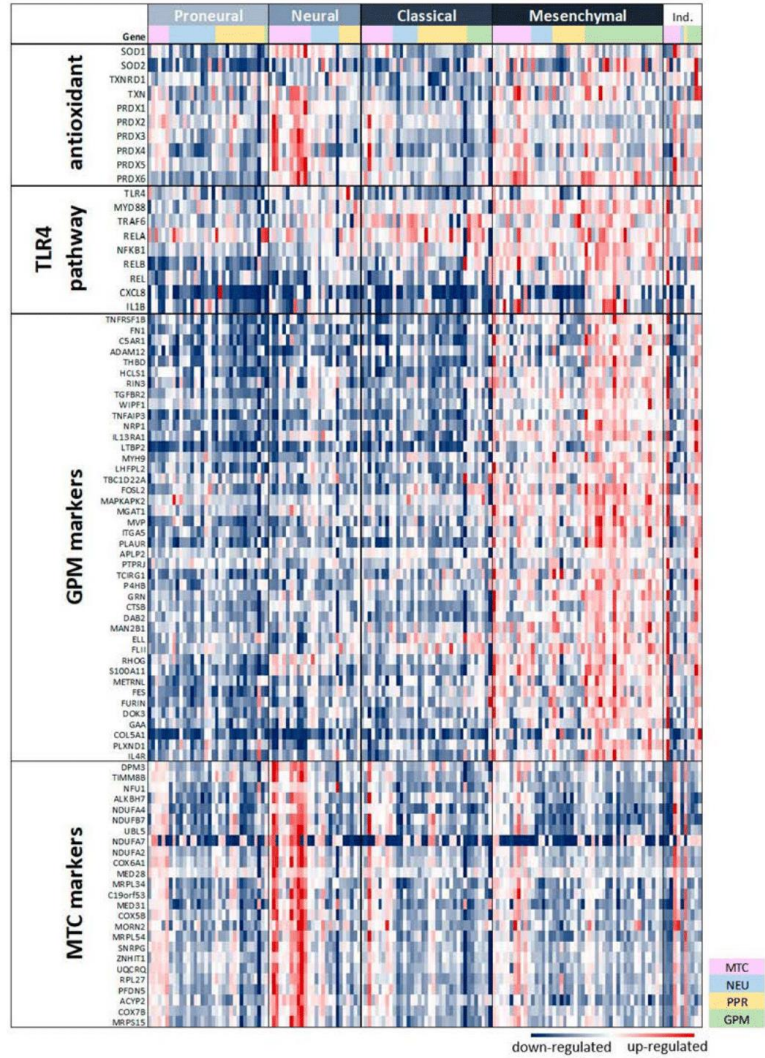 Proneural Neural Classical Mesenchymal Ind.
Gene
antioxidant
SOD1
SOD2
TXNRD1
TXN
PRDX1
PRDX2
PRDX3
PRDX4
PRDX5
PRDX6
TLR4
pathway
TLR4
MYD88
TRAF6
RELA
NFKB1
RELB
REL
CXCL8
IL1B
GPM markers
TNFRSF1B
FN1
C5AR1
ADAM12
THBD
HCLS1
RIN3
TGFBR2
WIPF1
TNFAIP3
NRP1
IL13RA1
LTBP2
MYH9
LHFPL2
TBC1D22A
FOSL2
MAPKAPK2
MGAT1
MVP
ITGA5
PLAUR
APLP2
PTPRJ
TCIRG1
P4HB
GRN
CTSB
DAB2
MAN2B1
ELL
FLII
RHOG
S100A11
METRNL
FES
FURIN
DOK3
GAA
COL5A1
PLXND1
IL4R
MTC markers
DPM3
TIMM8B
NFU1
ALKBH7
NDUFA4
NDUFB7
UBL5
NDUFA7
NDUFA2
COX6A1
MED28
MRPL34
C19orf53
MED31
COX5B
MORN2
MRPL54
SNRPG
ZNHIT1
UQCRQ
RPL27
PFDN5
ACYP2
COX7B
MRPS15
MTC
NEU
PPR
GPM
down-regulated up-regulated